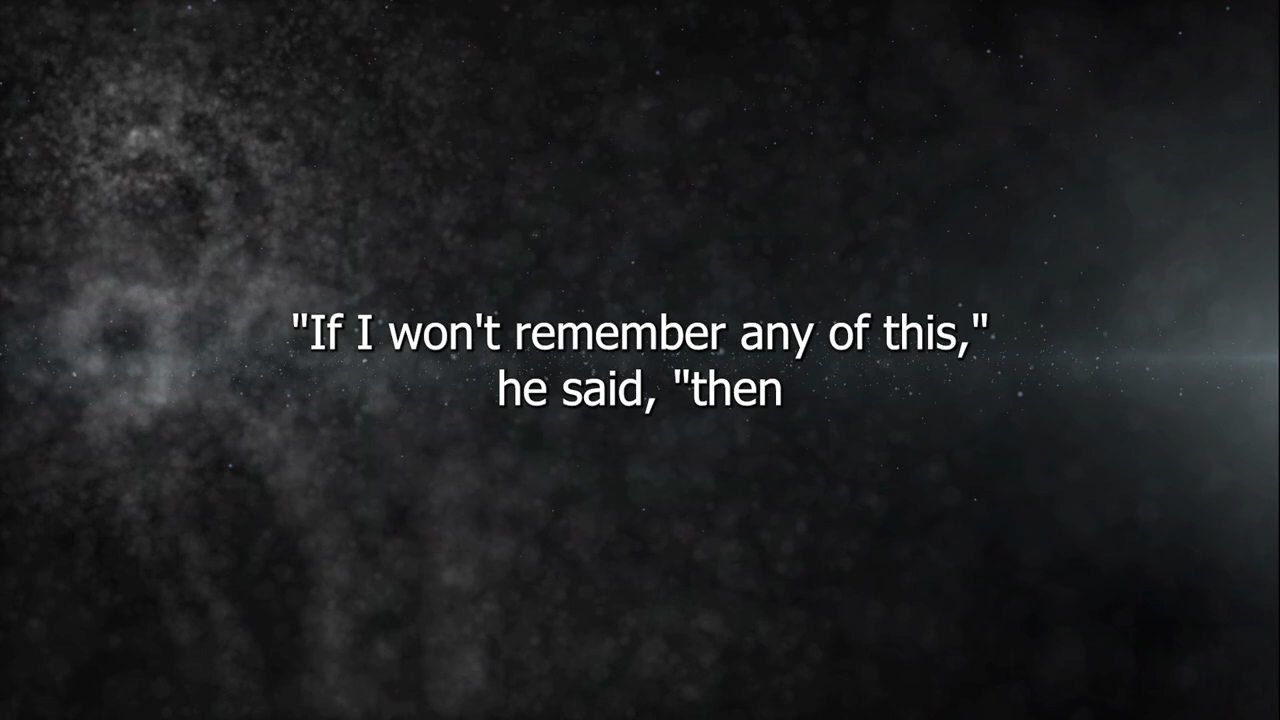 "If I won't remember any of this,"
he said, "then